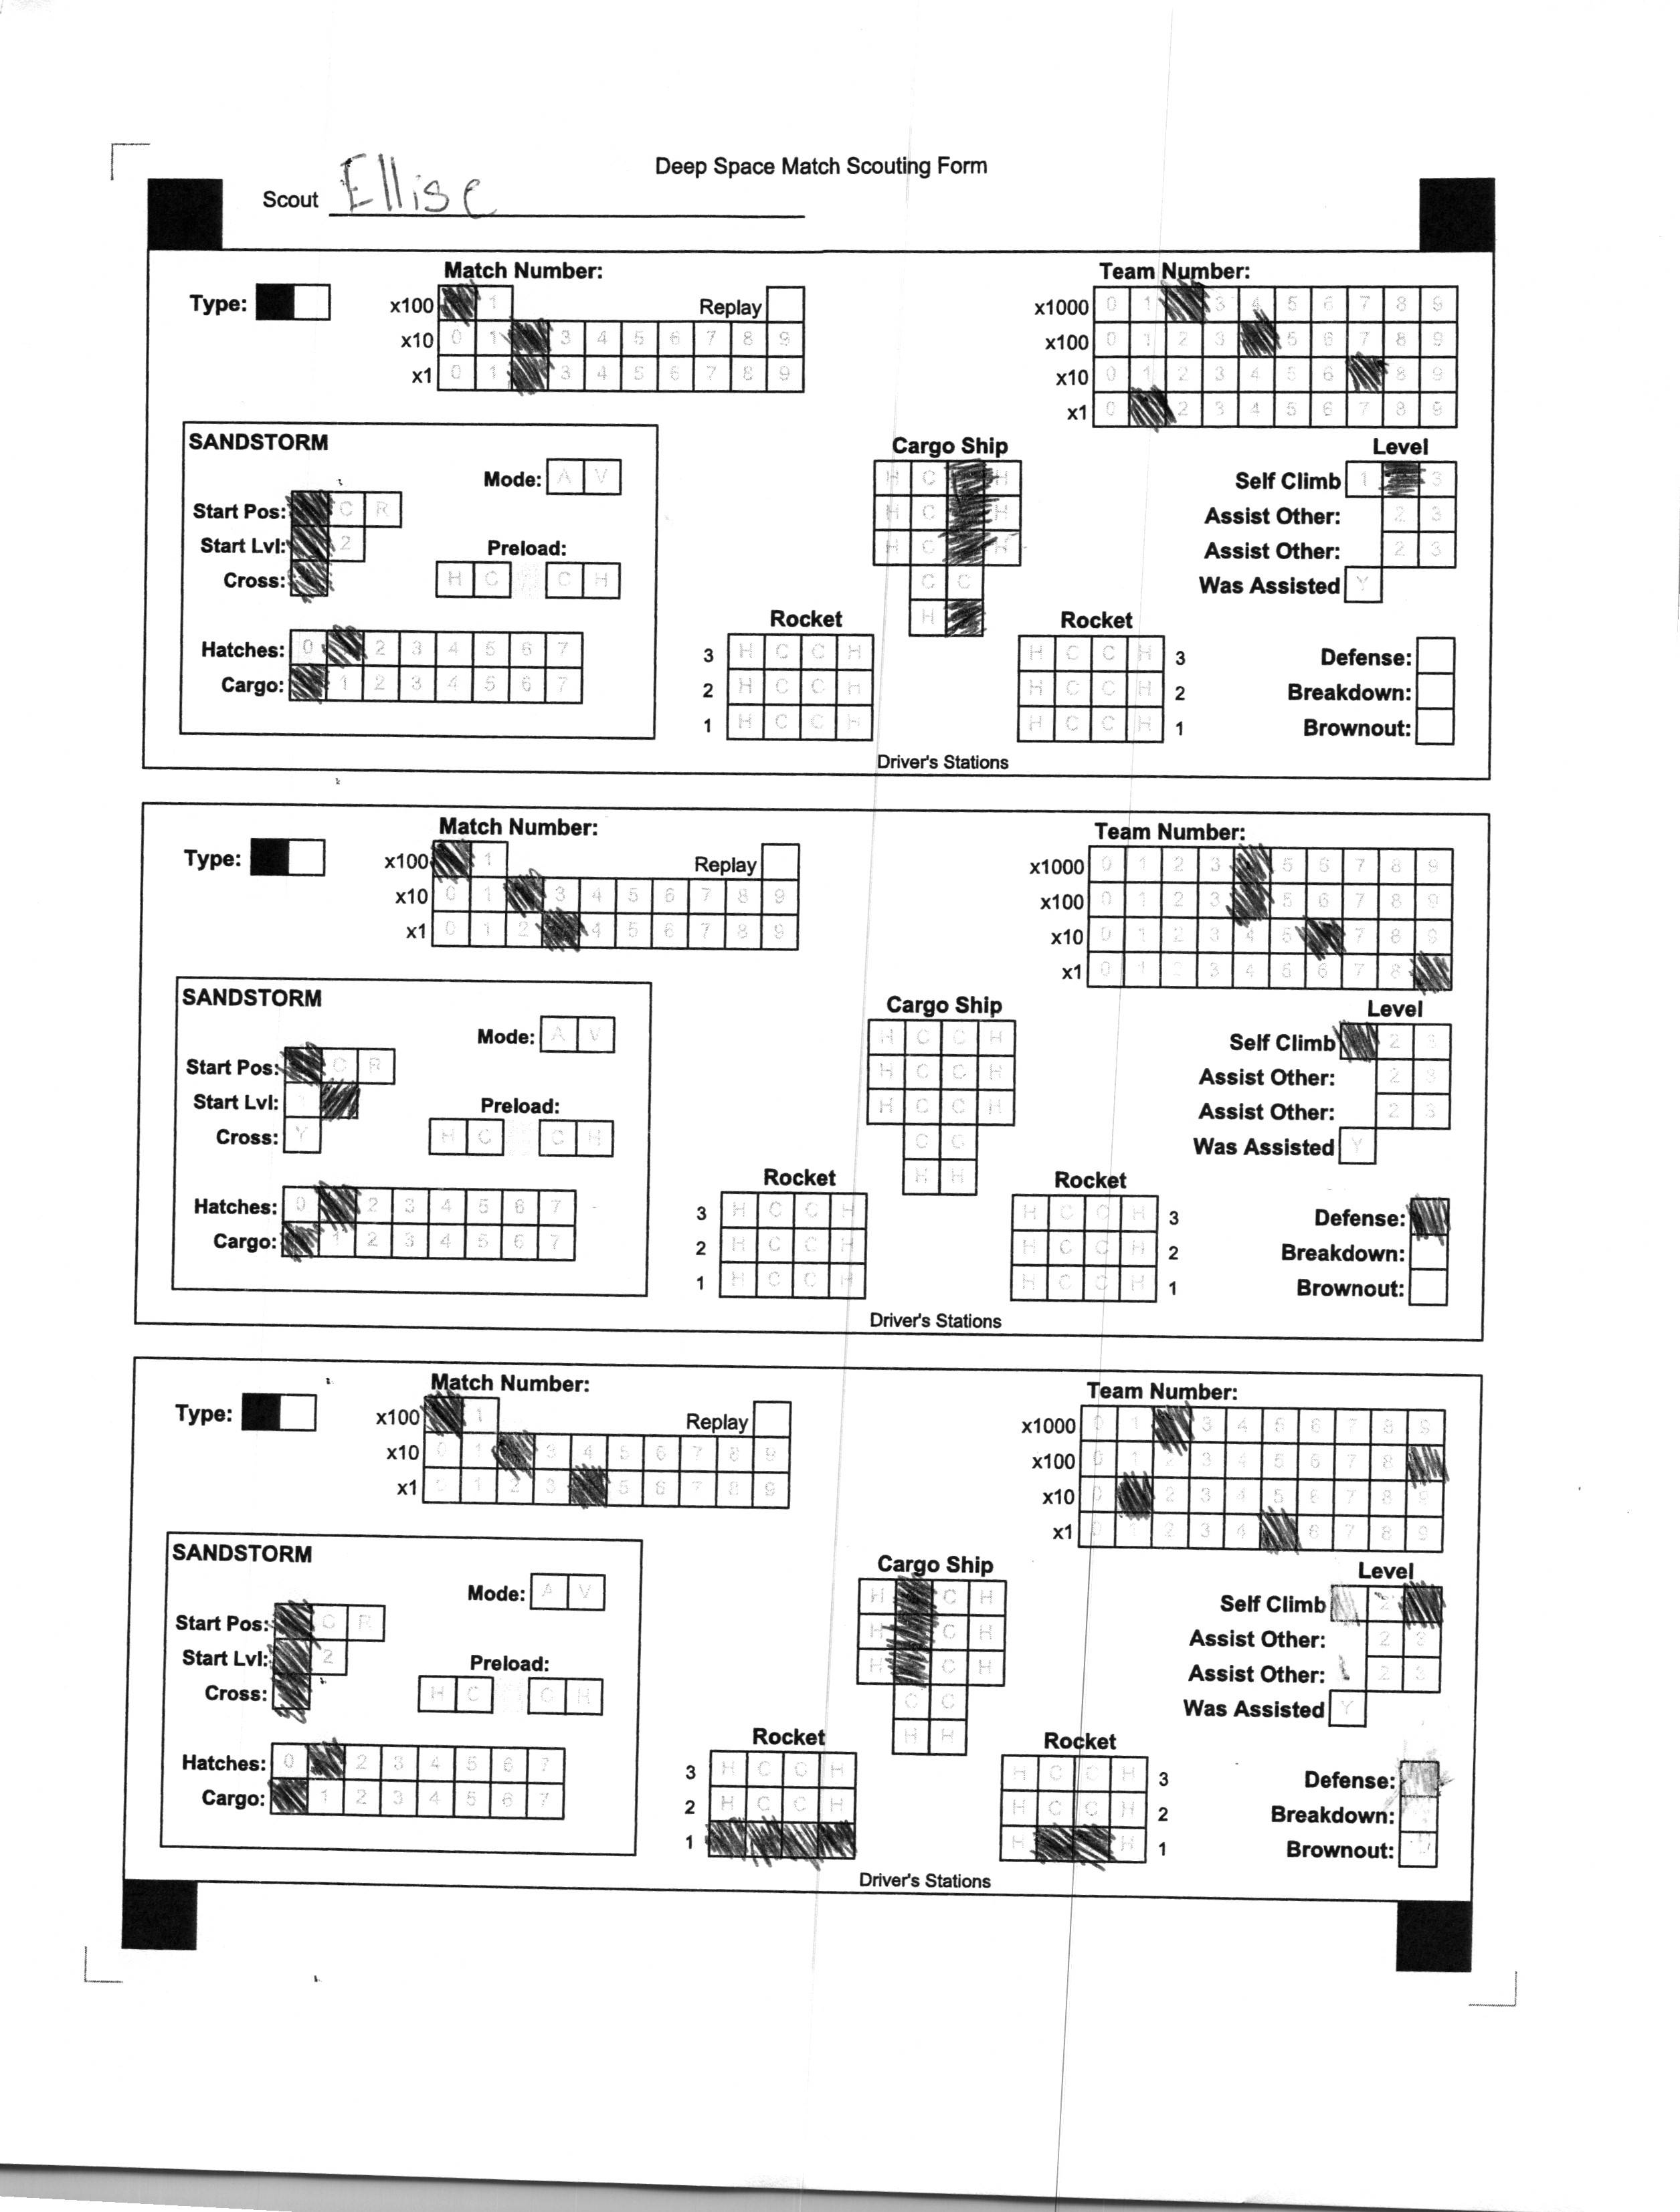 Deep Space Match Scouting Form
Scout Ellise
Match Number: Team Number:
Type: x100 1 Replay x1000 0 1 3 4 5 6 7 8 9
x10 0 1 3 4 5 6 7 8 9 x100 0 1 2 3 5 6 7 8 9
x1 0 1 3 4 5 6 7 8 9 x10 0 1 2 3 4 5 6 8 9
x1 0 2 3 4 5 6 7 8 9
SANDSTORM Cargo Ship Level
Mode: A V H C H Self Climb 1 3
Start Pos: C R H C H Assist Other: 2 3
Start Lvl: 2 Preload: H C H Assist Other: 2 3
Cross: H C C H C C Was Assisted Y
H
Rocket Rocket
Hatches: 0 2 3 4 5 6 7 3 H C C H H C C H 3 Defense:
Cargo: 1 2 3 4 5 6 7 2 H C C H H C C H 2 Breakdown:
1 H C C H H C C H 1 Brownout:
Driver's Stations
Match Number: Team Number:
Type: x100 1 Replay x1000 0 1 2 3 5 6 7 8 9
x10 0 1 3 4 5 6 7 8 9 x100 0 1 2 3 5 6 7 8 9
x1 0 1 2 4 5 6 7 8 9 x10 0 1 2 3 4 5 7 8 9
x1 0 1 2 3 4 5 6 7 8
SANDSTORM Cargo Ship Level
Mode: A V H C C H Self Climb 2 3
Start Pos: C R H C C H Assist Other: 2 3
Start Lvl: 1 Preload: H C C H Assist Other: 2 3
Cross: Y H C C H C C Was Assisted Y
H H
Rocket Rocket
Hatches: 0 2 3 4 5 6 7 3 H C C H H C C H 3 Defense:
Cargo: 1 2 3 4 5 6 7 2 H C C H H C C H 2 Breakdown:
1 H C C H H C C H 1 Brownout:
Driver's Stations
Match Number: Team Number:
Type: x100 1 Replay x1000 0 1 3 4 5 6 7 8 9
x10 0 1 3 4 5 6 7 8 9 x100 0 1 2 3 4 5 6 7 8
x1 0 1 2 3 5 6 7 8 9 x10 0 2 3 4 5 6 7 8 9
x1 0 1 2 3 4 6 7 8 9
SANDSTORM Cargo Ship Level
Mode: A V H C H Self Climb 2
Start Pos: C R H C H Assist Other: 2 3
Start Lvl: 2 Preload: H C H Assist Other: 2 3
Cross: H C C H C C Was Assisted Y
H H
Rocket Rocket
Hatches: 0 2 3 4 5 6 7 3 H C C H H C C H 3 Defense:
Cargo: 1 2 3 4 5 6 7 2 H C C H H C C H 2 Breakdown:
1 H H 1 Brownout:
Driver's Stations